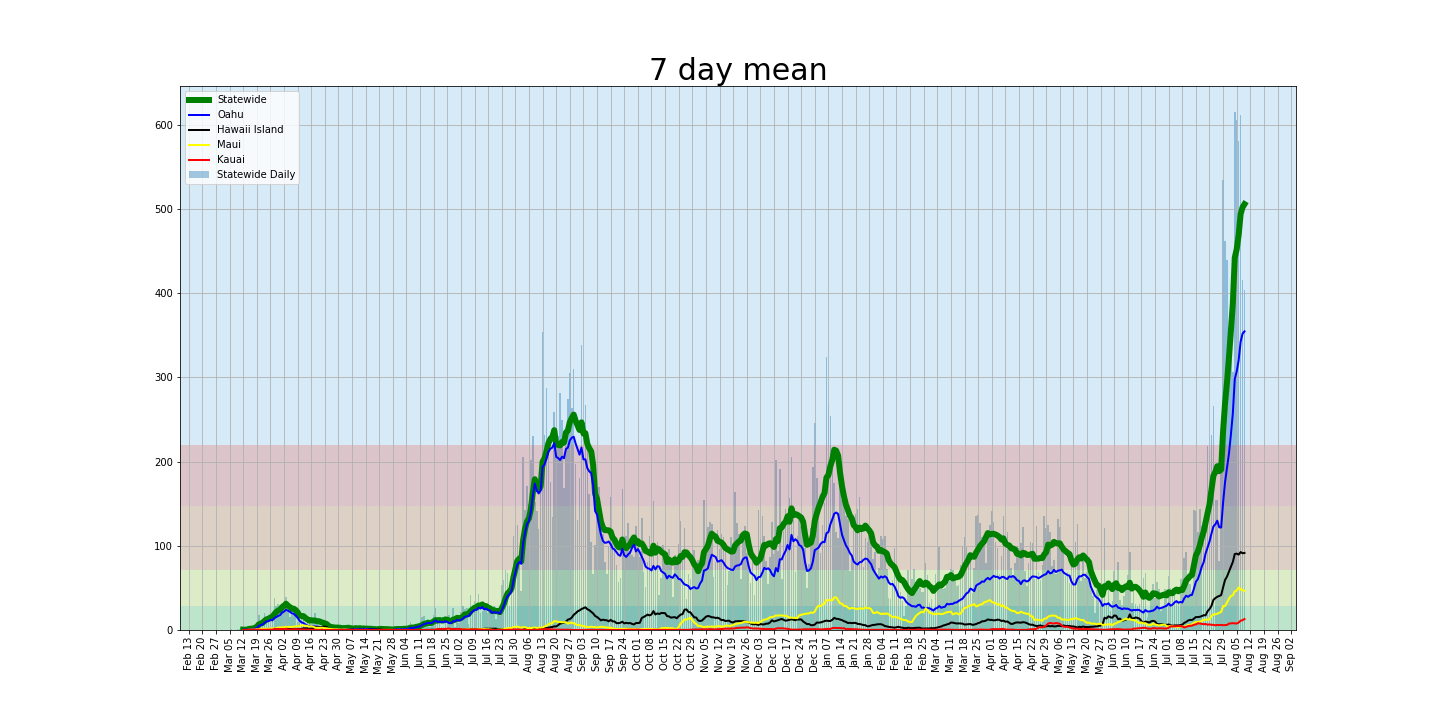 7 day mean
Statewide
Oahu
Hawaii Island
Maui
Kauai
Statewide Daily
600
500
400
300
200
100
0
Feb 13
Feb 20
Feb 27
Mar 05
Mar 12
Mar 19
Mar 26
Apr 02
Apr 09
Apr 16
Apr 23
Apr 30
May 07
May 14
May 21
May 28
Jun 04
Jun 11
Jun 18
Jun 25
Jul 02
Jul 09
Jul 16
Jul 23
Jul 30
Aug 06
Aug 13
Aug 20
Aug 27
Sep 03
Sep 10
Sep 17
Sep 24
Oct 01
Oct 08
Oct 15
Oct 22
Oct 29
Nov 05
Nov 12
Nov 19
Nov 26
Dec 03
Dec 10
Dec 17
Dec 24
Dec 31
Jan 07
Jan 14
Jan 21
Jan 28
Feb 04
Feb 11
Feb 18
Feb 25
Mar 04
Mar 11
Mar 18
Mar 25
Apr 01
Apr 08
Apr 15
Apr 22
Apr 29
May 06
May 13
May 20
May 27
Jun 03
Jun 10
Jun 17
Jun 24
Jul 01
Jul 08
Jul 15
Jul 22
Jul 29
Aug 05
Aug 12
Aug 19
Aug 26
Sep 02